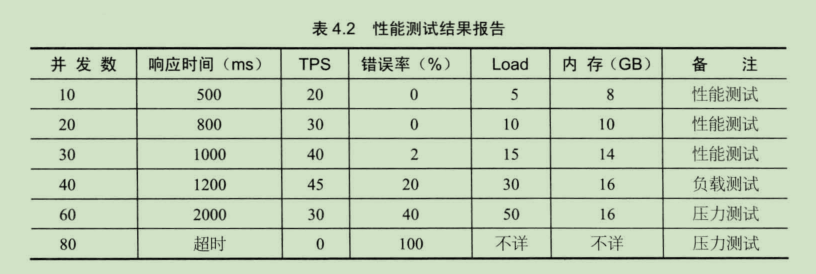 表 4.2 性能测试结果报告
并发数 响应时间（ms） TPS 错误率（%） Load 内存（GB） 备注
10 500 20 0 5 8 性能测试
20 800 30 0 10 10 性能测试
30 1000 40 2 15 14 性能测试
40 1200 45 20 30 16 负载测试
60 2000 30 40 50 16 压力测试
80 超时 0 100 不详 不详 压力测试